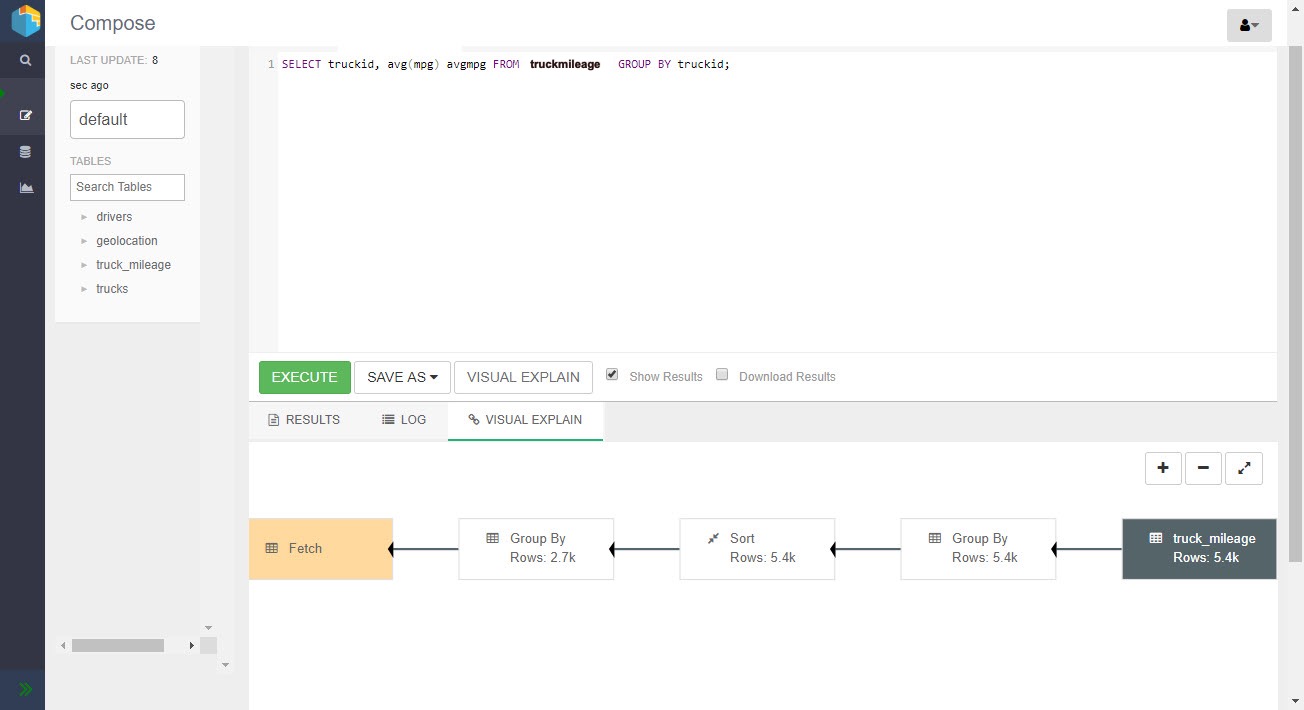 Compose
LAST UPDATE: 8
sec ago
default
TABLES
Search Tables
drivers
geolocation
truck_mileage
trucks
1 SELECT truckid, avg(mpg) avgmpg FROM truckmileage GROUP BY truckid;
EXECUTE SAVE AS VISUAL EXPLAIN Show Results Download Results
RESULTS LOG VISUAL EXPLAIN
Fetch
Group By
Rows: 2.7k
Sort
Rows: 5.4k
Group By
Rows: 5.4k
truck_mileage
Rows: 5.4k